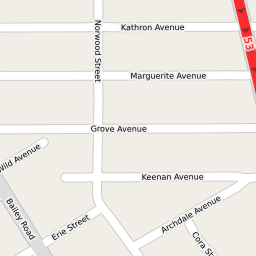 Kathron Avenue
Norwood Street
53
Marguerite Avenue
Grove Avenue
Wild Avenue
Keenan Avenue
Bailey Road
Erie Street
Archdale Avenue
Cora St